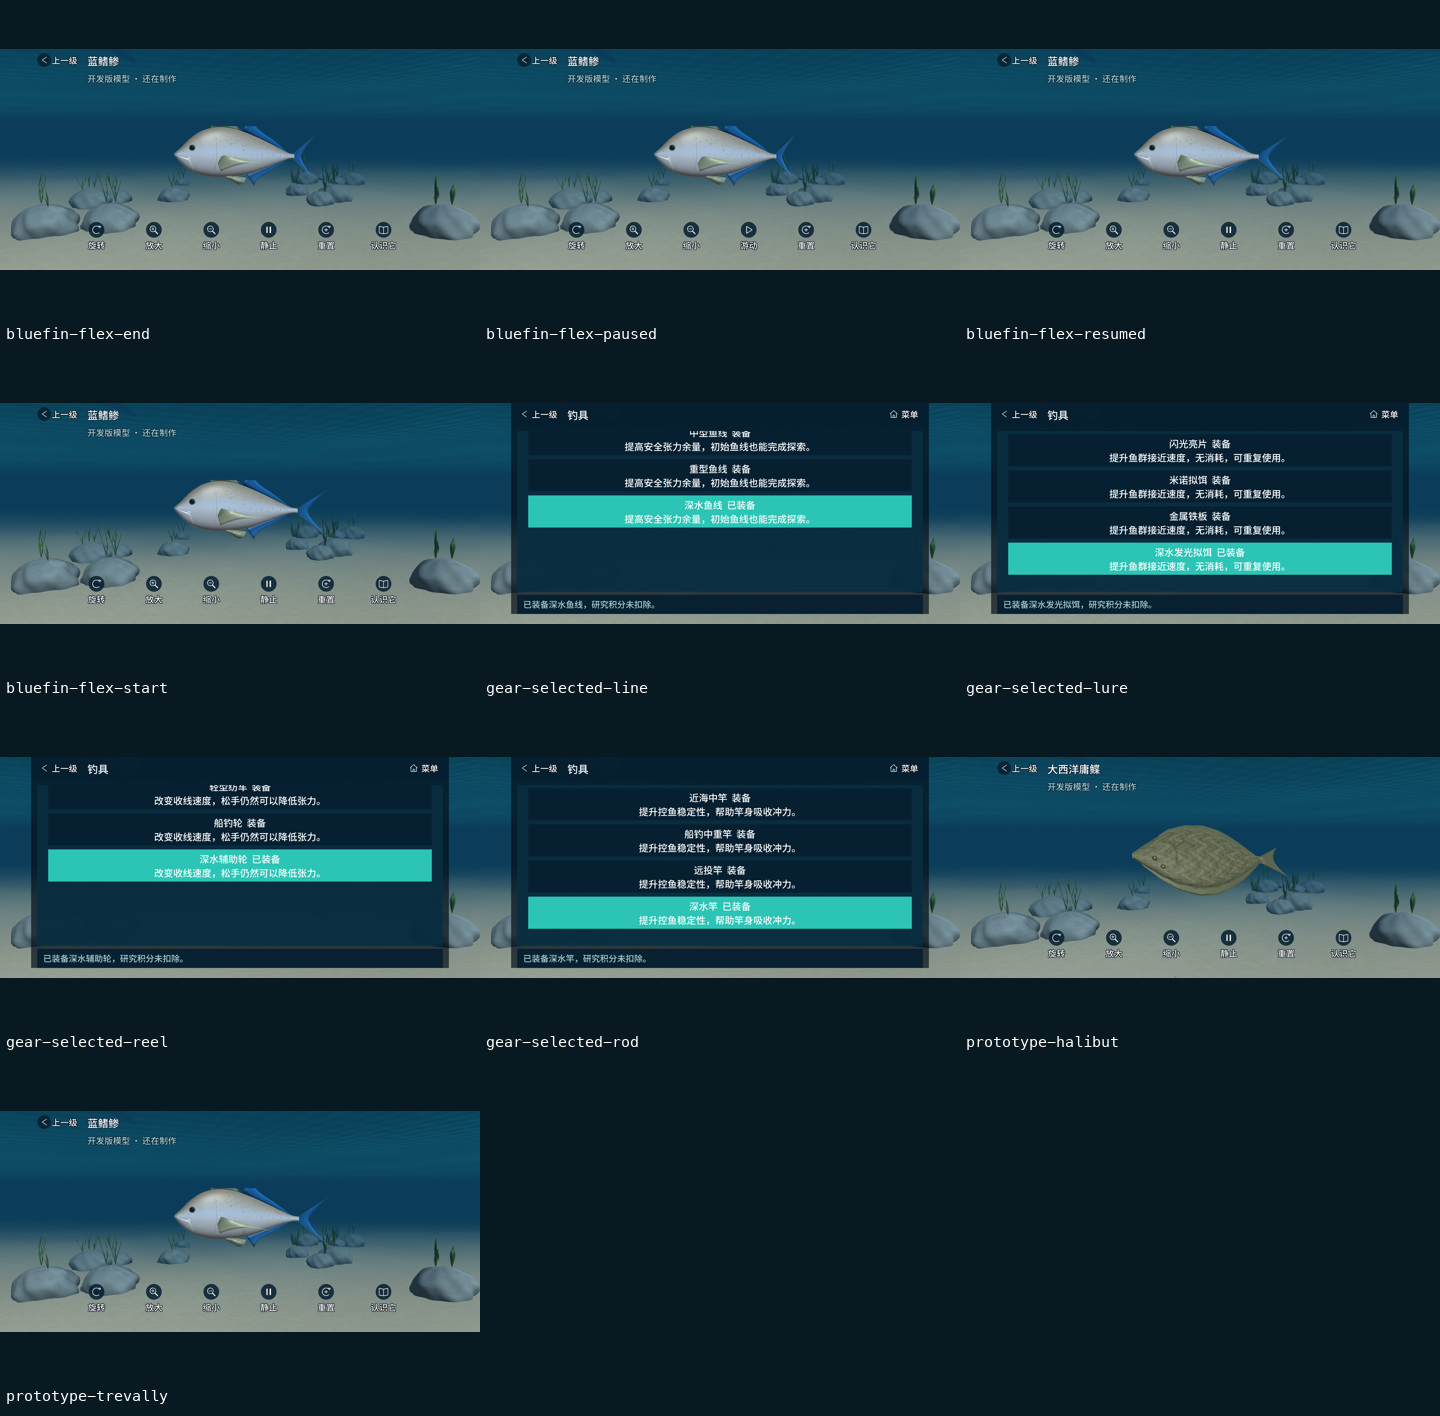 上一级 蓝鳍鲹
开发版模型 · 还在制作
旋转 放大 缩小 静止 重置 认识它
bluefin-flex-end
上一级 蓝鳍鲹
开发版模型 · 还在制作
旋转 放大 缩小 游动 重置 认识它
bluefin-flex-paused
上一级 蓝鳍鲹
开发版模型 · 还在制作
旋转 放大 缩小 静止 重置 认识它
bluefin-flex-resumed
上一级 蓝鳍鲹
开发版模型 · 还在制作
旋转 放大 缩小 静止 重置 认识它
bluefin-flex-start
上一级 钓具 菜单
中型鱼线 装备
提高安全张力余量，初始鱼线也能完成探索。
重型鱼线 装备
提高安全张力余量，初始鱼线也能完成探索。
深水鱼线 已装备
提高安全张力余量，初始鱼线也能完成探索。
已装备深水鱼线，研究积分未扣除。
gear-selected-line
上一级 钓具 菜单
闪光亮片 装备
提升鱼群接近速度，无消耗，可重复使用。
米诺拟饵 装备
提升鱼群接近速度，无消耗，可重复使用。
金属铁板 装备
提升鱼群接近速度，无消耗，可重复使用。
深水发光拟饵 已装备
提升鱼群接近速度，无消耗，可重复使用。
已装备深水发光拟饵，研究积分未扣除。
gear-selected-lure
上一级 钓具 菜单
轻型纺车 装备
改变收线速度，松手仍然可以降低张力。
船钓轮 装备
改变收线速度，松手仍然可以降低张力。
深水辅助轮 已装备
改变收线速度，松手仍然可以降低张力。
已装备深水辅助轮，研究积分未扣除。
gear-selected-reel
上一级 钓具 菜单
近海中竿 装备
提升控鱼稳定性，帮助竿身吸收冲力。
船钓中重竿 装备
提升控鱼稳定性，帮助竿身吸收冲力。
远投竿 装备
提升控鱼稳定性，帮助竿身吸收冲力。
深水竿 已装备
提升控鱼稳定性，帮助竿身吸收冲力。
已装备深水竿，研究积分未扣除。
gear-selected-rod
上一级 大西洋庸鲽
开发版模型 · 还在制作
旋转 放大 缩小 静止 重置 认识它
prototype-halibut
上一级 蓝鳍鲹
开发版模型 · 还在制作
旋转 放大 缩小 静止 重置 认识它
prototype-trevally